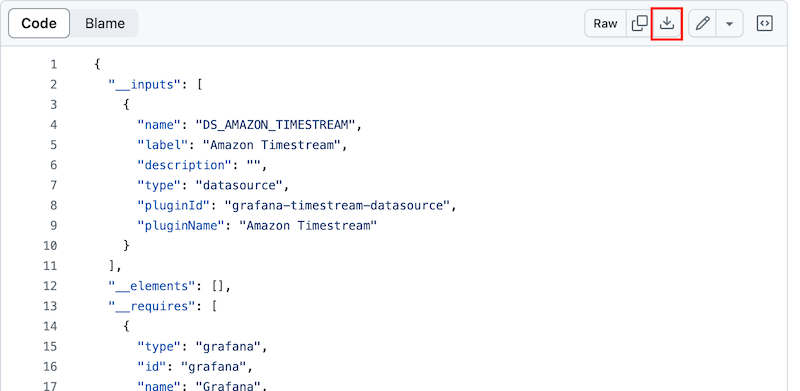 Code Blame Raw
1 {
2 "__inputs": [
3 {
4 "name": "DS_AMAZON_TIMESTREAM",
5 "label": "Amazon Timestream",
6 "description": "",
7 "type": "datasource",
8 "pluginId": "grafana-timestream-datasource",
9 "pluginName": "Amazon Timestream"
10 }
11 ],
12 "__elements": [],
13 "__requires": [
14 {
15 "type": "grafana",
16 "id": "grafana",
17 "name": "Grafana",